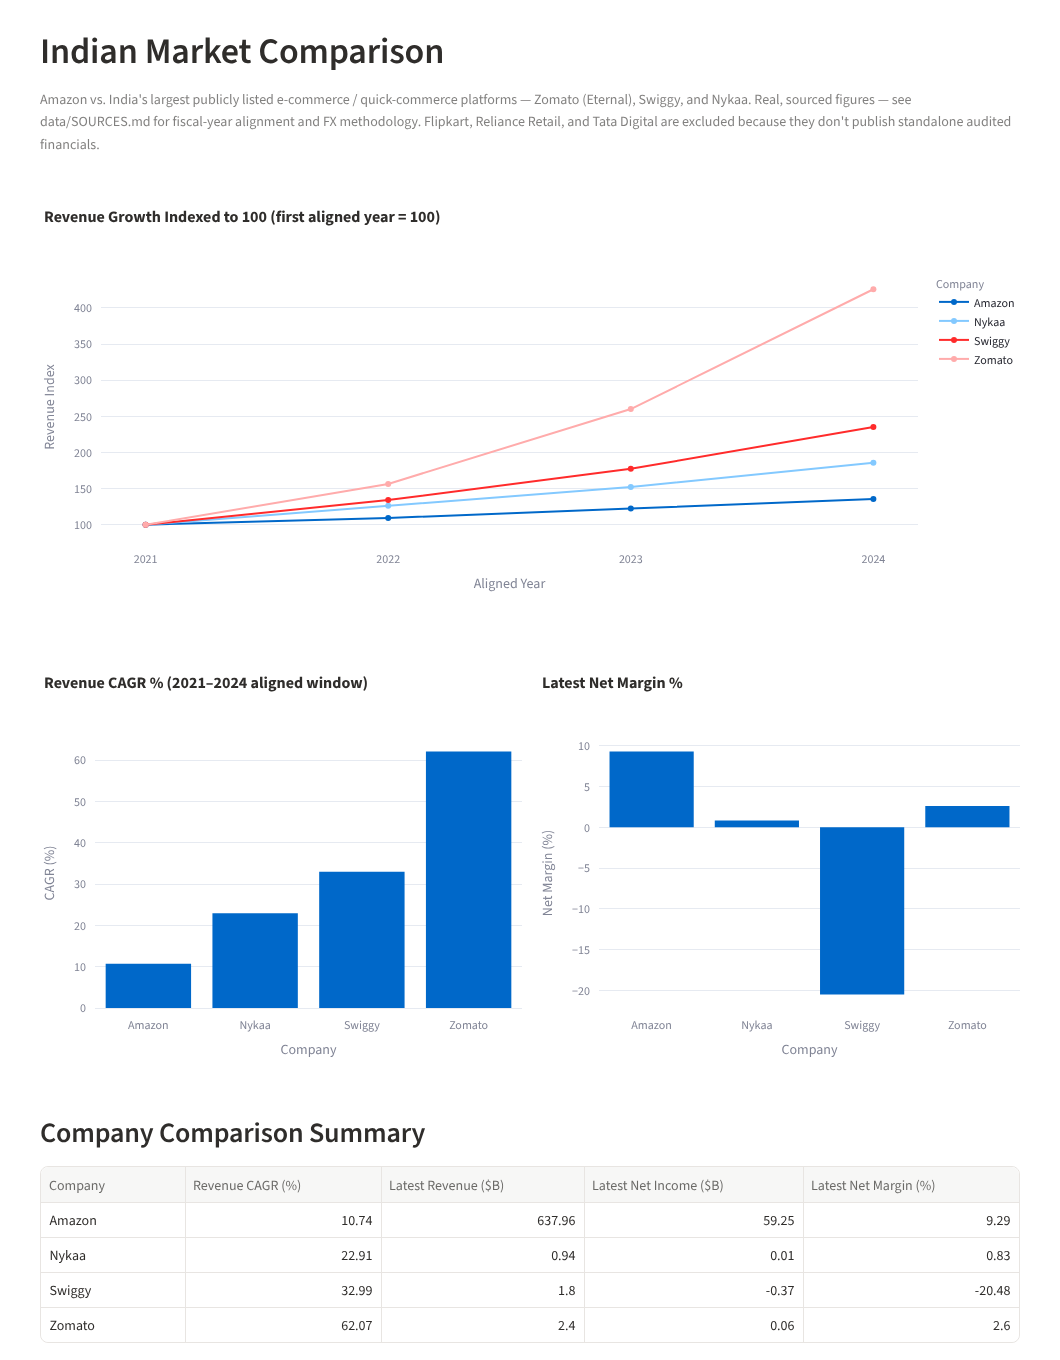 Indian Market Comparison
Amazon vs. India's largest publicly listed e-commerce / quick-commerce platforms — Zomato (Eternal), Swiggy, and Nykaa. Real, sourced figures — see
data/SOURCES.md for fiscal-year alignment and FX methodology. Flipkart, Reliance Retail, and Tata Digital are excluded because they don't publish standalone audited
financials.
Revenue Growth Indexed to 100 (first aligned year = 100)
Company
Amazon
Nykaa
Swiggy
Zomato
Revenue Index
400
350
300
250
200
150
100
2021 2022 2023 2024
Aligned Year
Revenue CAGR % (2021–2024 aligned window)
CAGR (%)
60
50
40
30
20
10
0
Amazon Nykaa Swiggy Zomato
Company
Latest Net Margin %
Net Margin (%)
10
5
0
−5
−10
−15
−20
Amazon Nykaa Swiggy Zomato
Company
Company Comparison Summary
Company Revenue CAGR (%) Latest Revenue ($B) Latest Net Income ($B) Latest Net Margin (%)
Amazon 10.74 637.96 59.25 9.29
Nykaa 22.91 0.94 0.01 0.83
Swiggy 32.99 1.8 -0.37 -20.48
Zomato 62.07 2.4 0.06 2.6